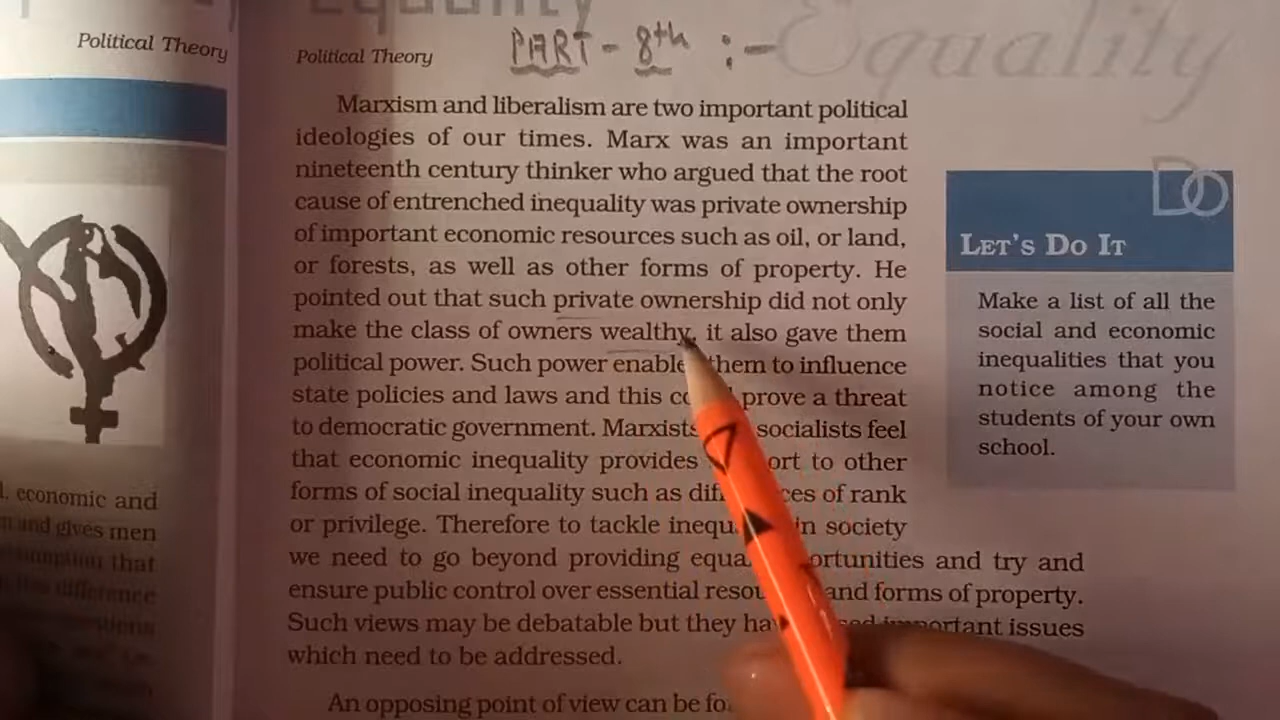 Equality
Political Theory
l, economic and
and gives men
that
difference
Equality
Political Theory
PART - 8th :-
Marxism and liberalism are two important political
ideologies of our times. Marx was an important
nineteenth century thinker who argued that the root
cause of entrenched inequality was private ownership
of important economic resources such as oil, or land,
or forests, as well as other forms of property. He
pointed out that such private ownership did not only
make the class of owners wealthy, it also gave them
political power. Such power enable them to influence
state policies and laws and this prove a threat
to democratic government. Marxists socialists feel
that economic inequality provides to other
forms of social inequality such as of rank
or privilege. Therefore to tackle in society
we need to go beyond providing and try and
ensure public control over essential and forms of property.
Such views may be debatable but they important issues
which need to be addressed.
An opposing point of view can be
Equality
DO
LET'S DO IT
Make a list of all the
social and economic
inequalities that you
notice among the
students of your own
school.